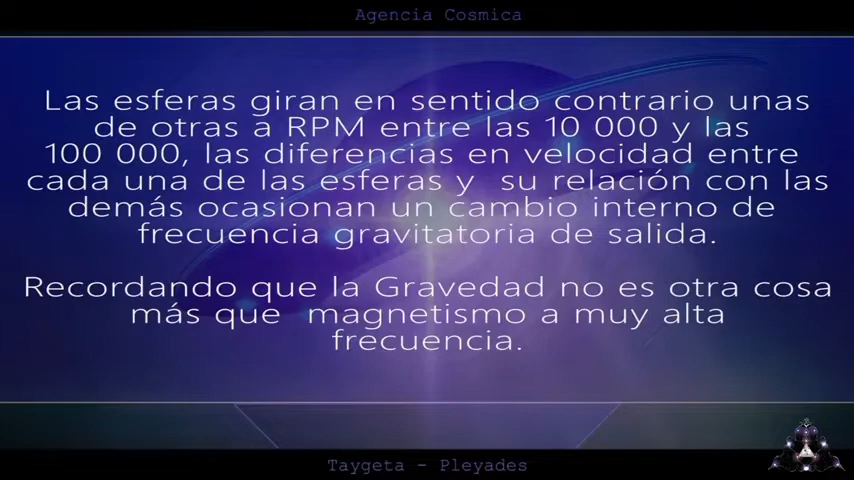 Agencia Cosmica
Las esferas giran en sentido contrario unas
de otras a RPM entre las 10 000 y las
100 000, las diferencias en velocidad entre
cada una de las esferas y su relación con las
demás ocasionan un cambio interno de
frecuencia gravitatoria de salida.
Recordando que la Gravedad no es otra cosa
más que magnetismo a muy alta
frecuencia.
Taygeta - Pleyades